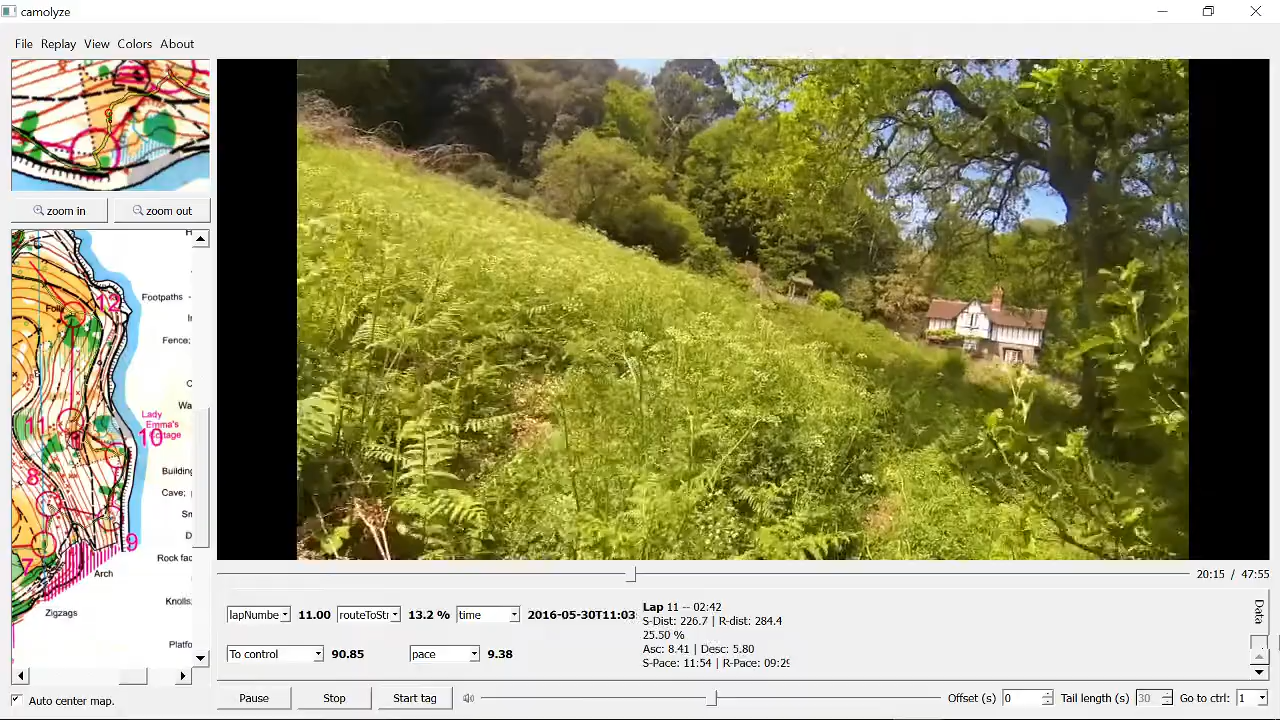 camolyze
File Replay View Colors About
zoom in zoom out
12
Footpaths -
Fence;
11
Lady
Emma's
10
8
Building
Cave;
9
7
Rock fac
Arch
Knolls
Zigzags
Platfo
Auto center map.
20:15 / 47:55
lapNumbe 11.00 routeToStr 13.2 % time 2016-05-30T11:03
To control 90.85 pace 9.38
Lap 11 -- 02:42
S-Dist: 226.7 | R-dist: 284.4
25.50 %
Asc: 8.41 | Desc: 5.80
S-Pace: 11:54 | R-Pace: 09:29
Data
Pause Stop Start tag Offset (s) 0 Tail length (s) 30 Go to ctrl: 1